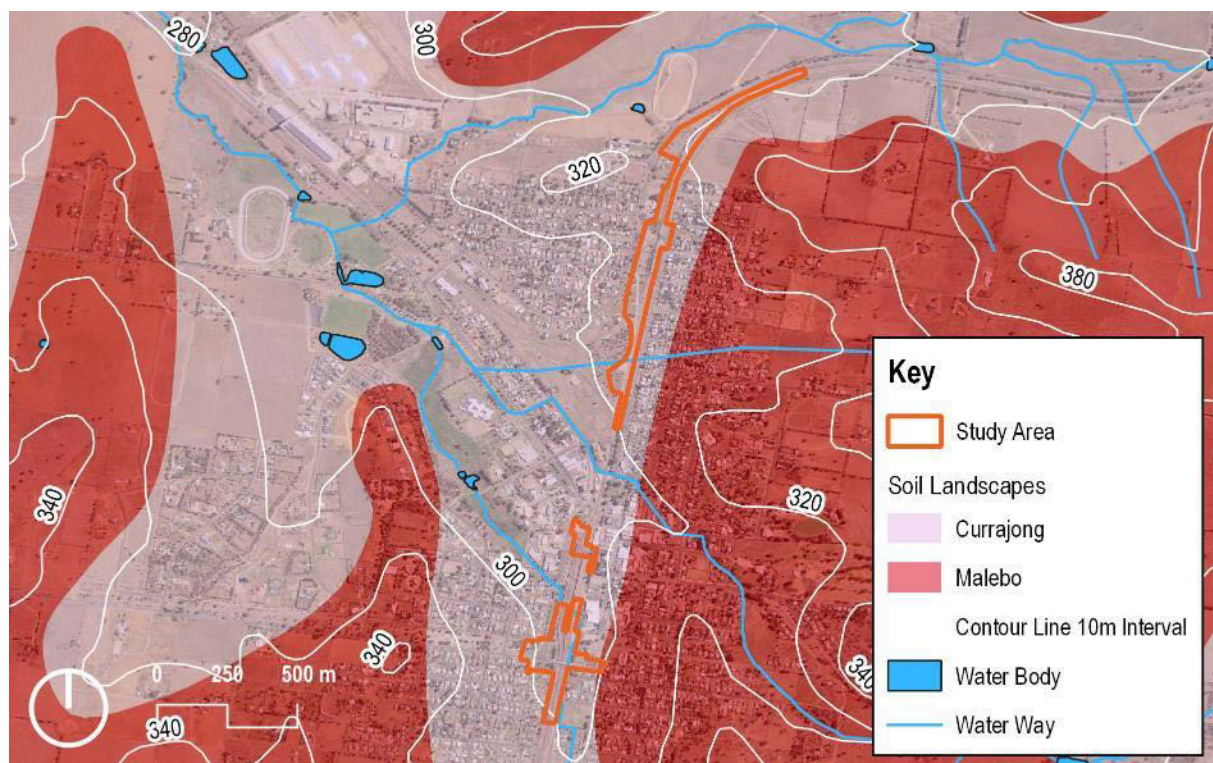 280
300
320
380
340
300
320
340
340
340
0 250 500 m
Key
Study Area
Soil Landscapes
Currajong
Malebo
Contour Line 10m Interval
Water Body
Water Way